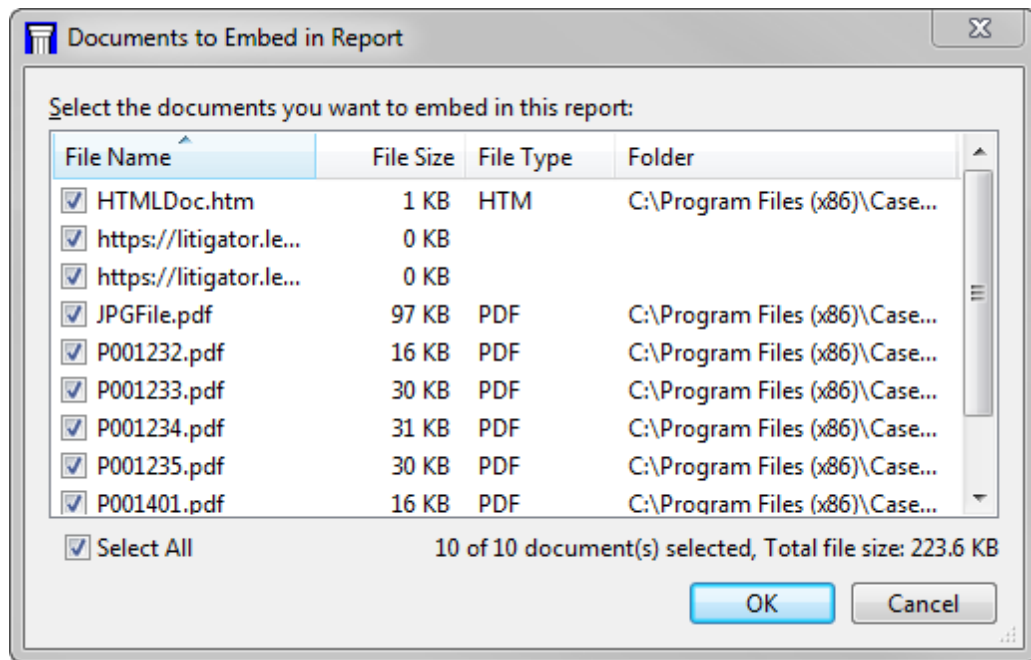 Documents to Embed in Report
Select the documents you want to embed in this report:
File Name File Size File Type Folder
HTMLDoc.htm 1 KB HTM C:\Program Files (x86)\Case...
https://litigator.le... 0 KB
https://litigator.le... 0 KB
JPGFile.pdf 97 KB PDF C:\Program Files (x86)\Case...
P001232.pdf 16 KB PDF C:\Program Files (x86)\Case...
P001233.pdf 30 KB PDF C:\Program Files (x86)\Case...
P001234.pdf 31 KB PDF C:\Program Files (x86)\Case...
P001235.pdf 30 KB PDF C:\Program Files (x86)\Case...
P001401.pdf 16 KB PDF C:\Program Files (x86)\Case...
Select All 10 of 10 document(s) selected, Total file size: 223.6 KB
OK Cancel